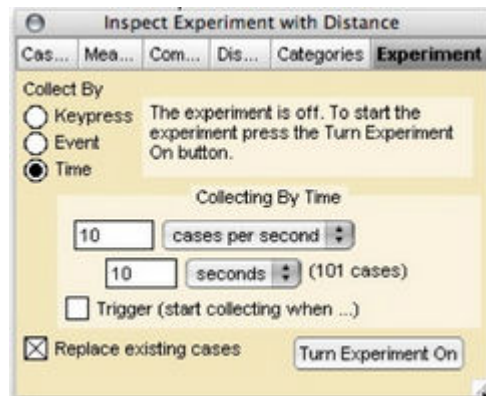 Inspect Experiment with Distance
Cas... Mea... Com... Dis... Categories Experiment
Collect By
Keypress
Event
Time
The experiment is off. To start the
experiment press the Turn Experiment
On button.
Collecting By Time
10 cases per second
10 seconds (101 cases)
Trigger (start collecting when ...)
Replace existing cases
Turn Experiment On